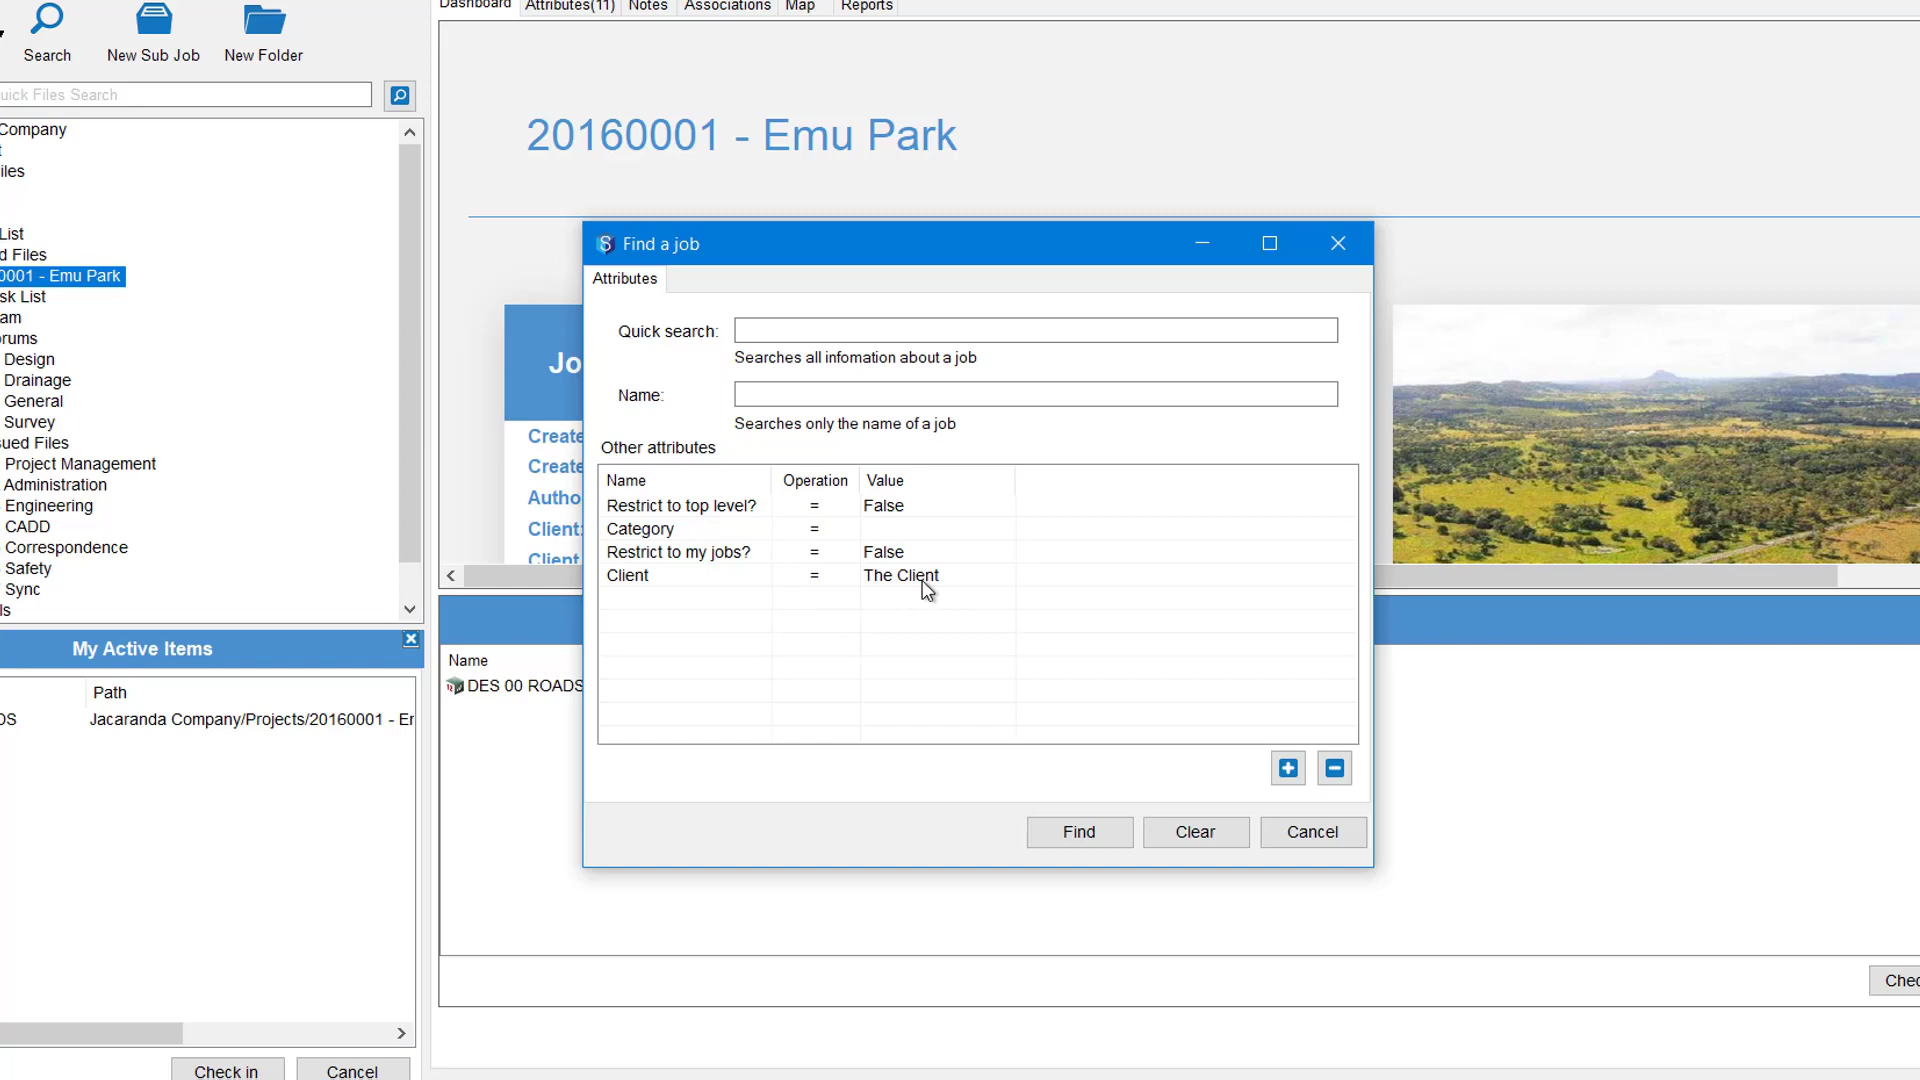 Dashboard Attributes(11) Notes Associations Map Reports
Search New Sub Job New Folder
uick Files Search
Company
t
iles
List
d Files
0001 - Emu Park
sk List
am
orums
Design
Drainage
General
Survey
sued Files
Project Management
Administration
Engineering
CADD
Correspondence
Safety
Sync
ls
My Active Items
Path
OS Jacaranda Company/Projects/20160001 - Er
Check in Cancel
20160001 - Emu Park
Jo
Create
Create
Autho
Client:
Client
Name
DES 00 ROADS
Chec
Find a job
Attributes
Quick search:
Searches all infomation about a job
Name:
Searches only the name of a job
Other attributes
Name Operation Value
Restrict to top level? = False
Category =
Restrict to my jobs? = False
Client = The Client
Find Clear Cancel